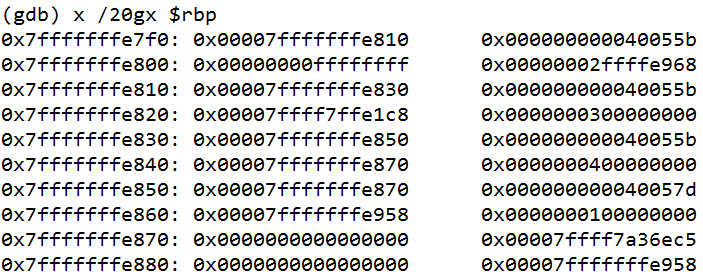 (gdb) x /20gx $rbp
0x7fffffffe7f0: 0x00007fffffffe810 0x000000000040055b
0x7fffffffe800: 0x00000000ffffffff 0x00000002ffffe968
0x7fffffffe810: 0x00007fffffffe830 0x000000000040055b
0x7fffffffe820: 0x00007ffff7ffe1c8 0x0000000300000000
0x7fffffffe830: 0x00007fffffffe850 0x000000000040055b
0x7fffffffe840: 0x00007fffffffe870 0x0000000400000000
0x7fffffffe850: 0x00007fffffffe870 0x000000000040057d
0x7fffffffe860: 0x00007fffffffe958 0x0000000100000000
0x7fffffffe870: 0x0000000000000000 0x00007ffff7a36ec5
0x7fffffffe880: 0x0000000000000000 0x00007fffffffe958